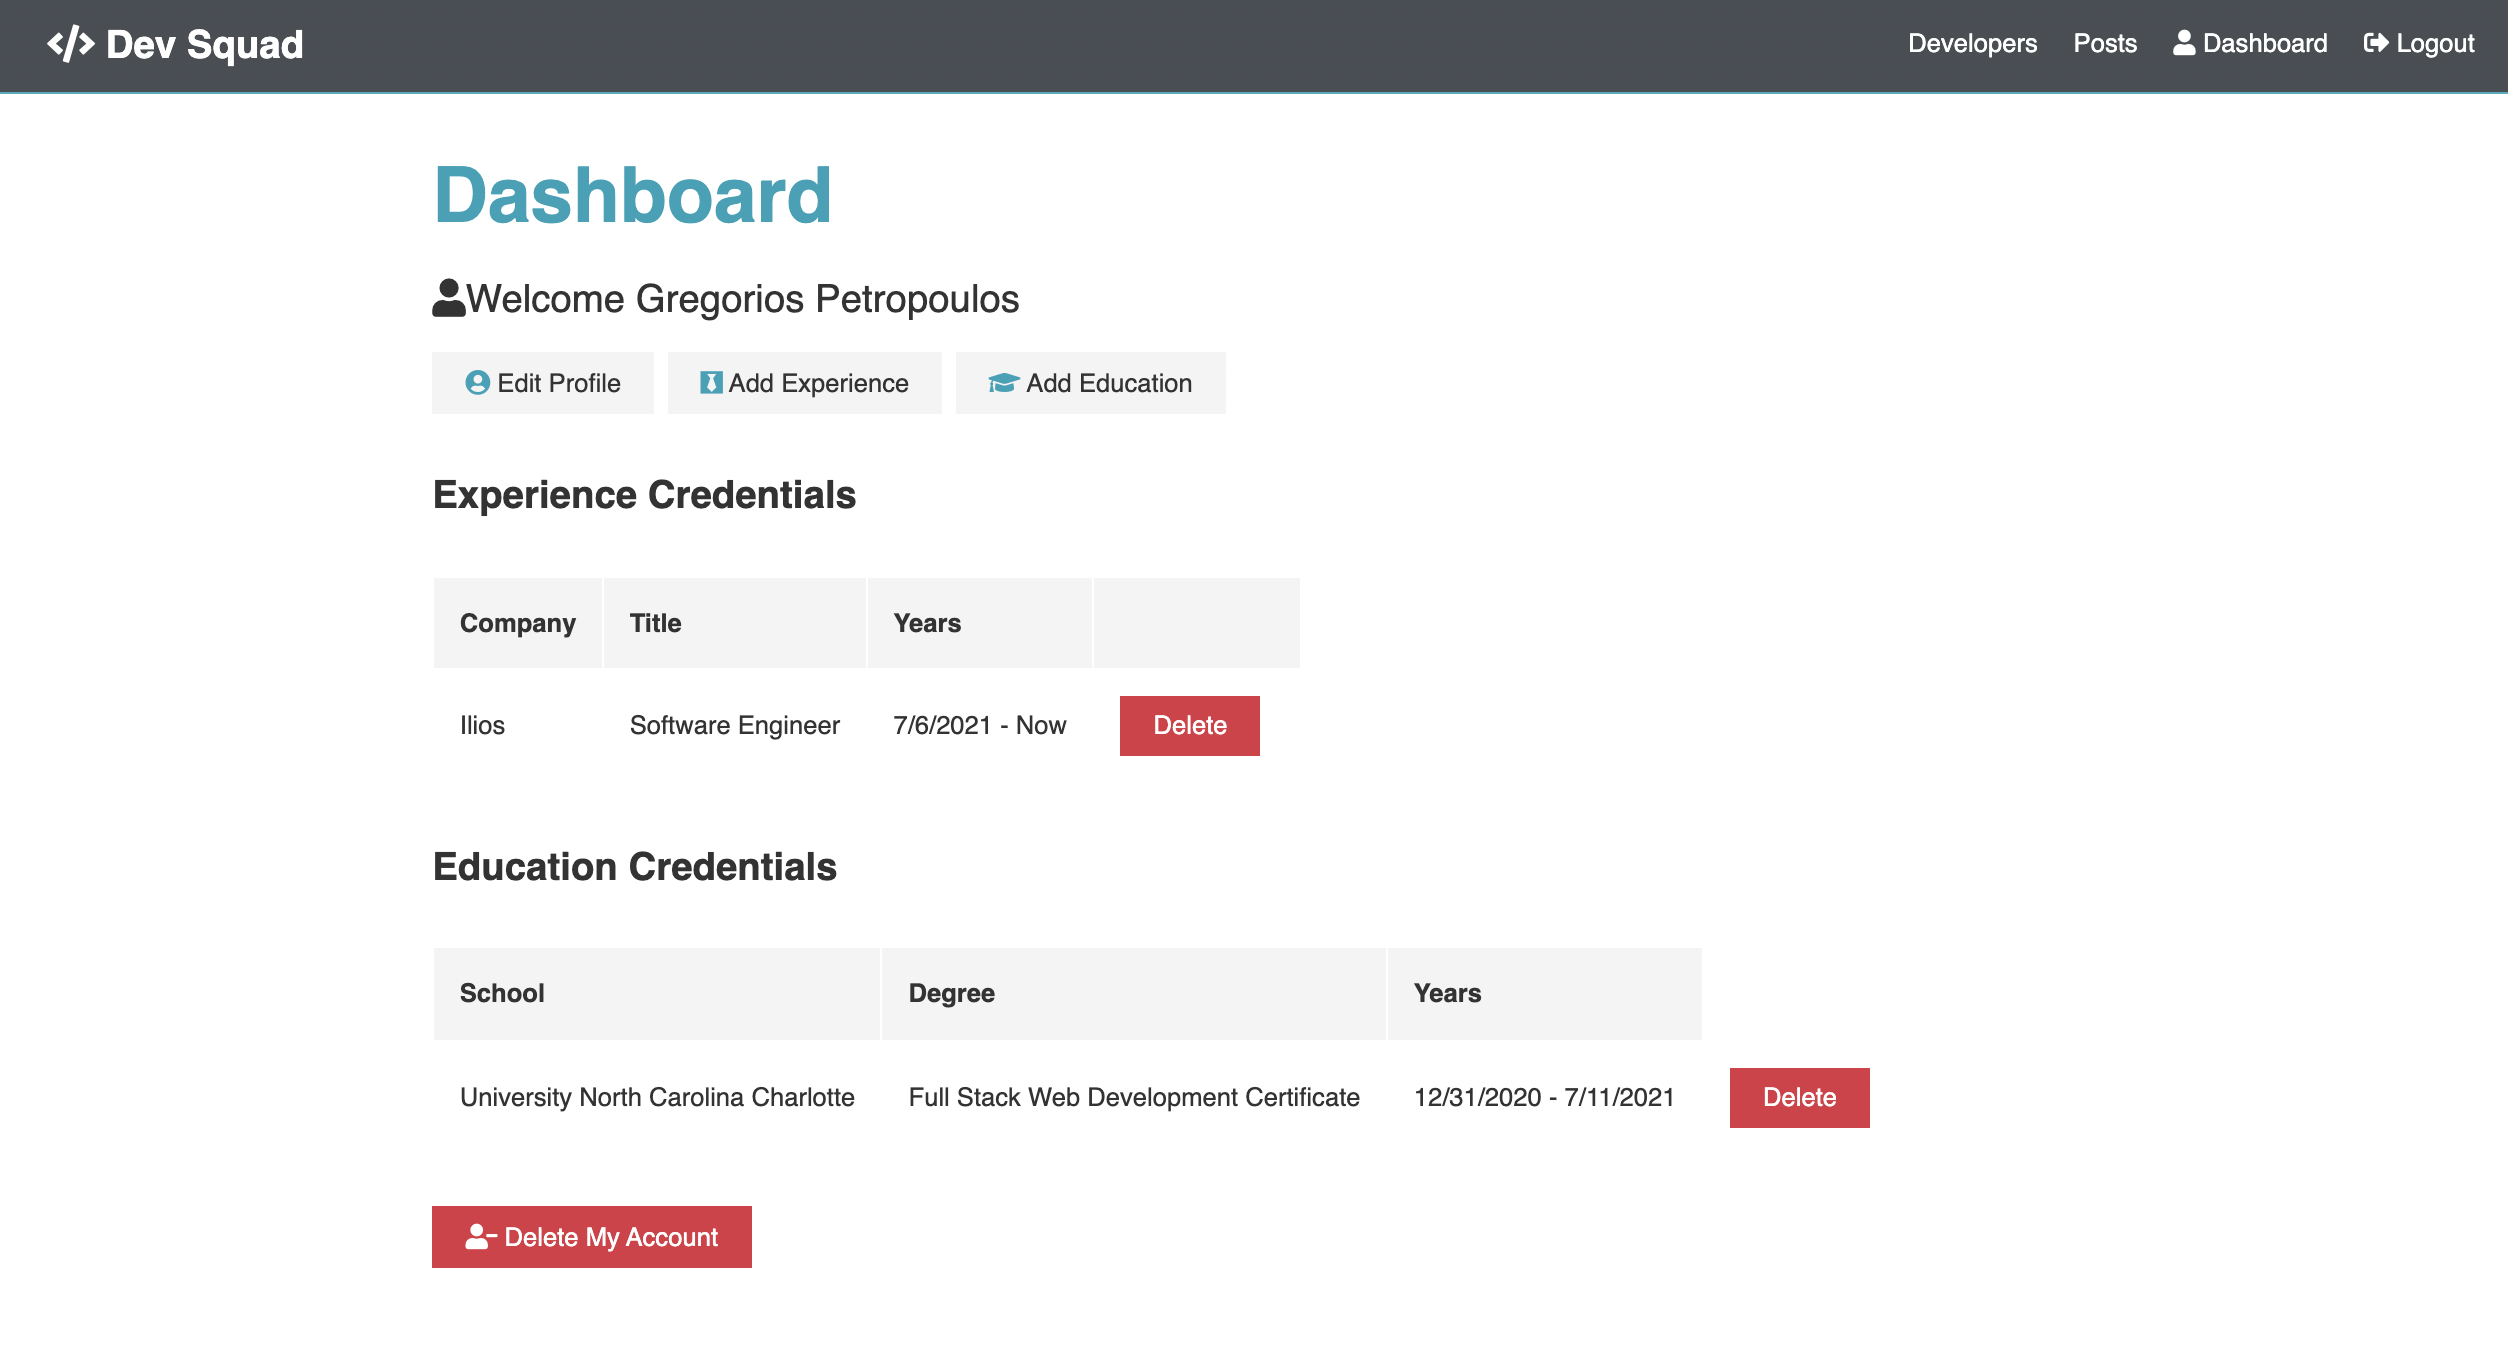 Dev Squad Developers Posts Dashboard Logout
Dashboard
Welcome Gregorios Petropoulos
Edit Profile Add Experience Add Education
Experience Credentials
Company Title Years
Ilios Software Engineer 7/6/2021 - Now Delete
Education Credentials
School Degree Years
University North Carolina Charlotte Full Stack Web Development Certificate 12/31/2020 - 7/11/2021 Delete
Delete My Account